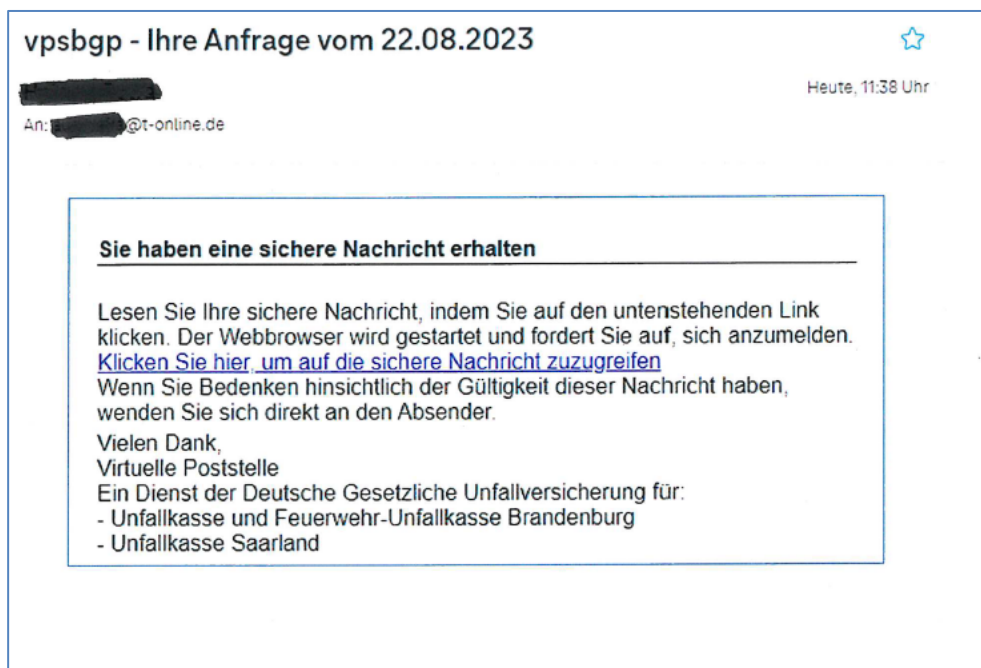 vpsbgp - Ihre Anfrage vom 22.08.2023
Heute, 11:38 Uhr
An: @t-online.de
Sie haben eine sichere Nachricht erhalten
Lesen Sie Ihre sichere Nachricht, indem Sie auf den untenstehenden Link
klicken. Der Webbrowser wird gestartet und fordert Sie auf, sich anzumelden.
Klicken Sie hier, um auf die sichere Nachricht zuzugreifen
Wenn Sie Bedenken hinsichtlich der Gültigkeit dieser Nachricht haben,
wenden Sie sich direkt an den Absender.
Vielen Dank,
Virtuelle Poststelle
Ein Dienst der Deutsche Gesetzliche Unfallversicherung für:
- Unfallkasse und Feuerwehr-Unfallkasse Brandenburg
- Unfallkasse Saarland